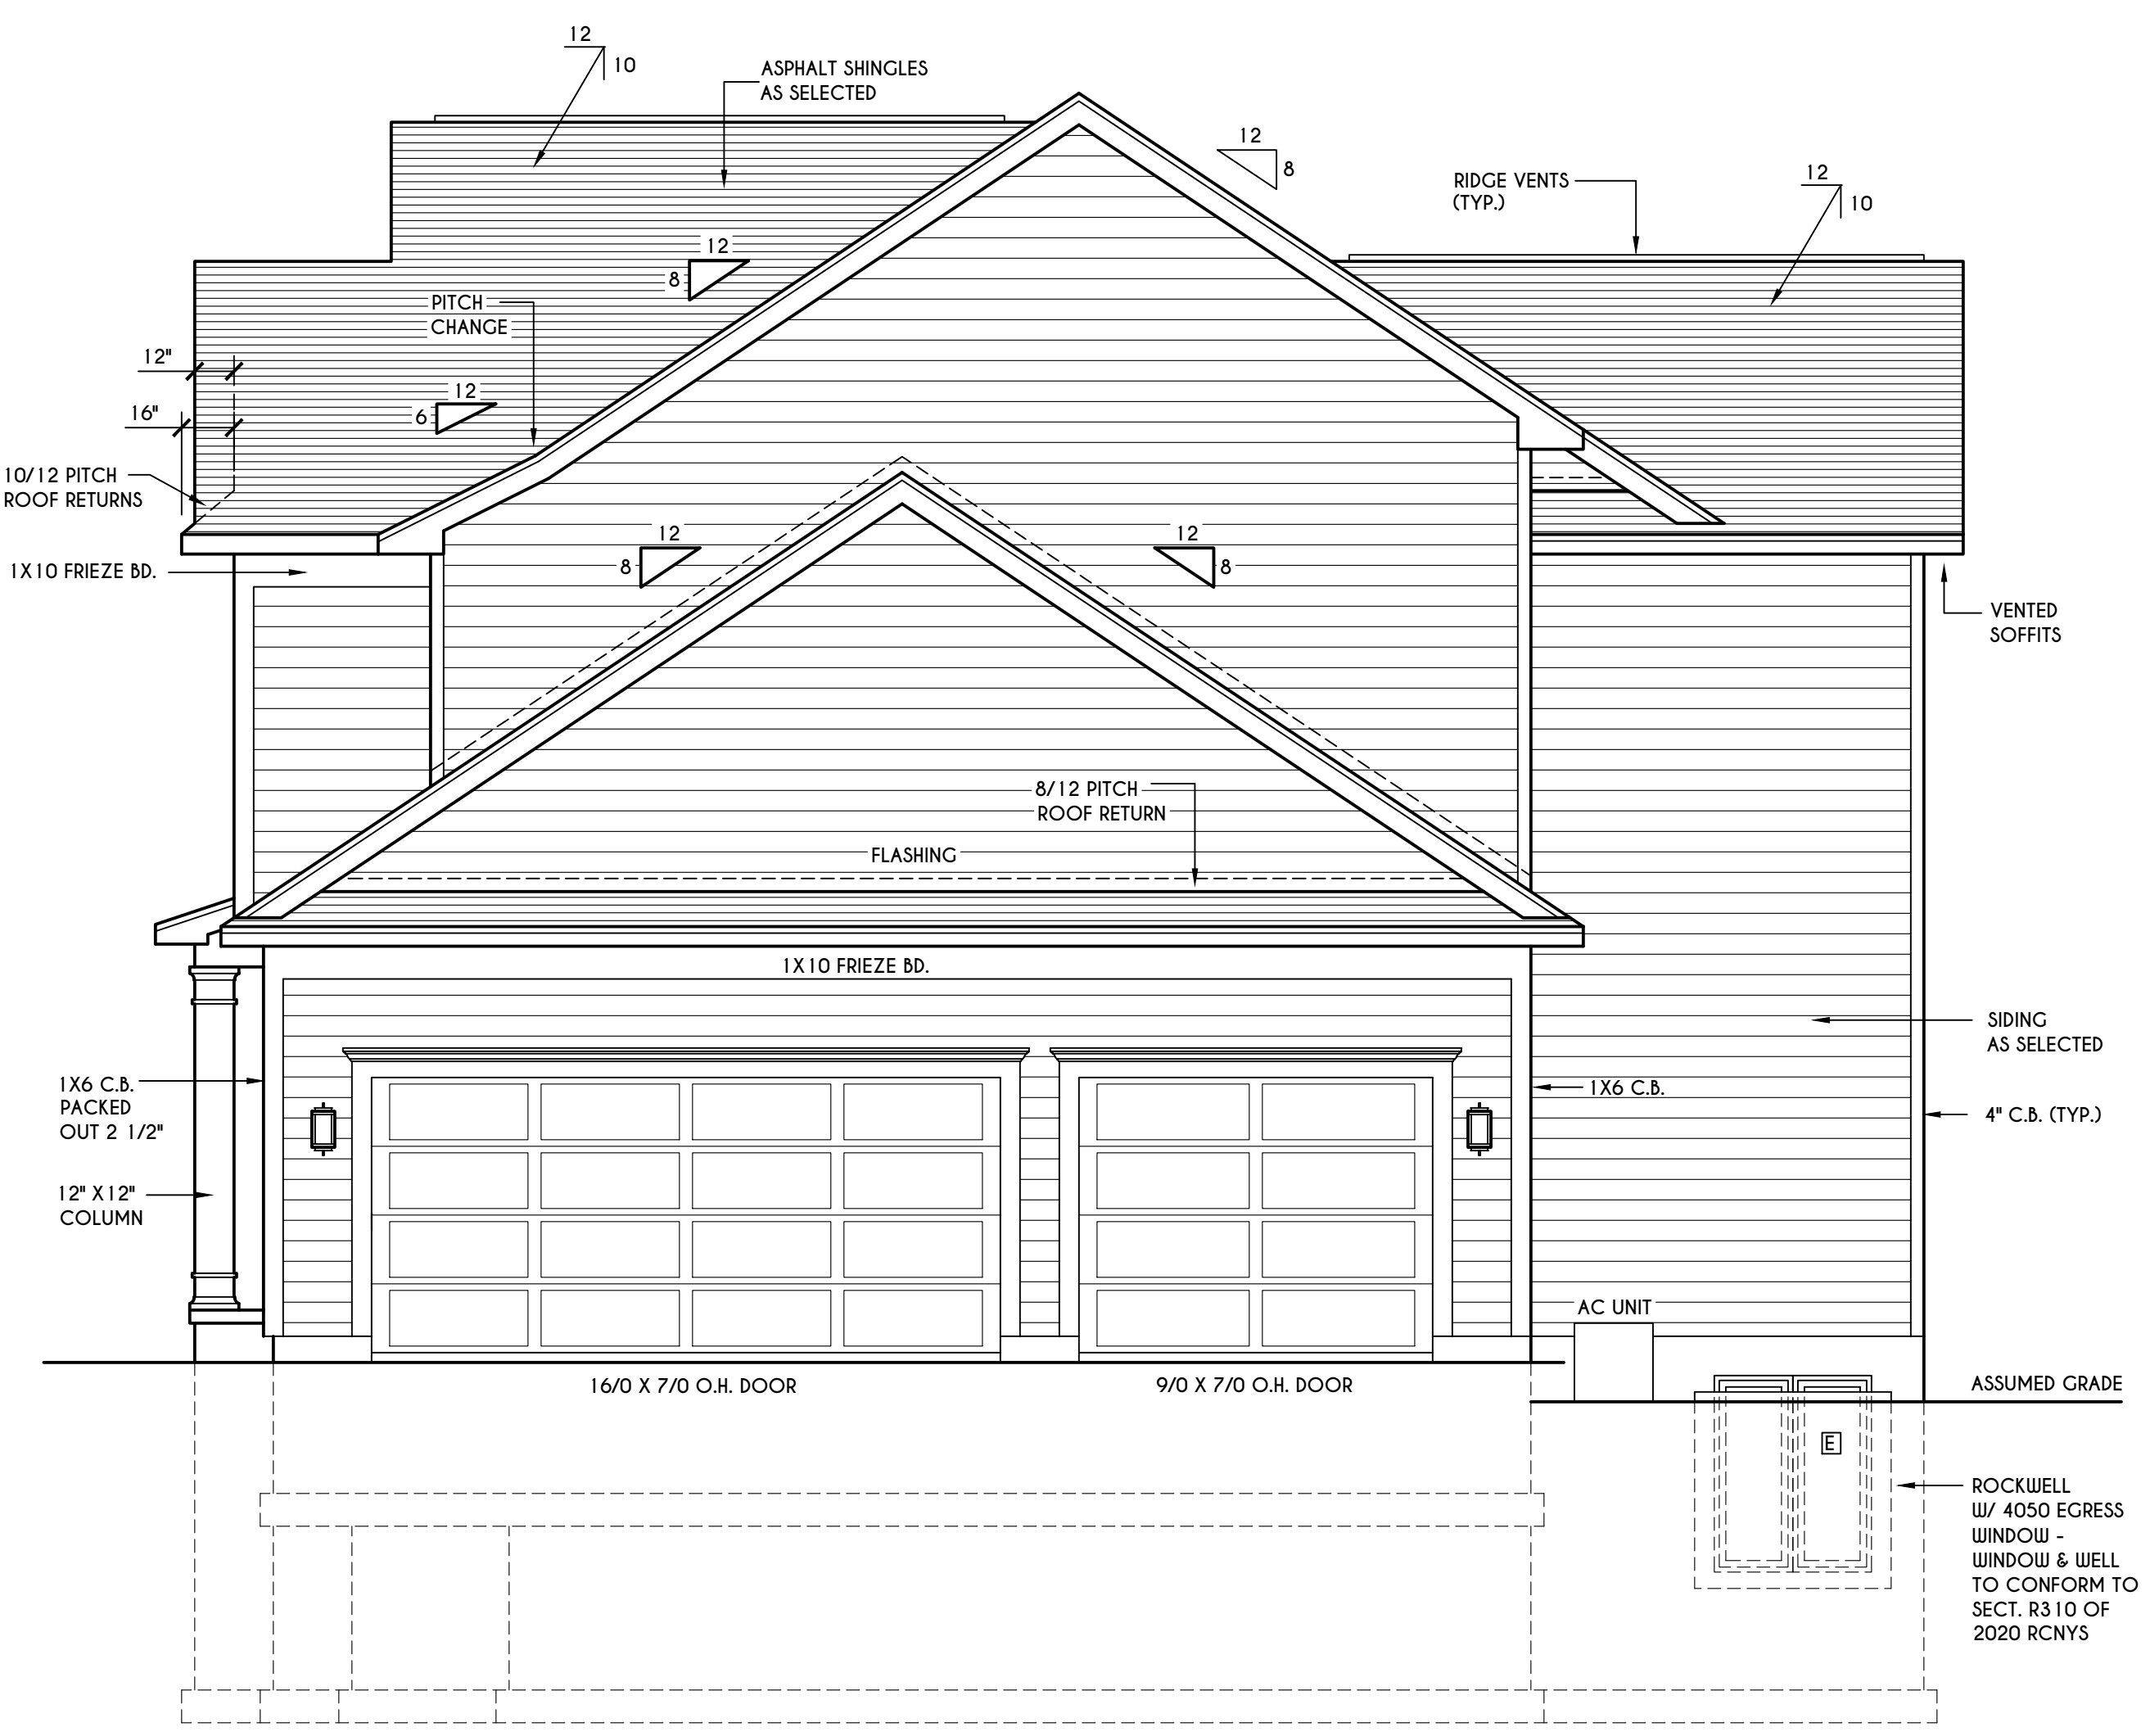 12
10
ASPHALT SHINGLES
AS SELECTED
12
8
RIDGE VENTS
(TYP.)
12
10
12
8
PITCH
CHANGE
12"
12
6
16"
10/12 PITCH
ROOF RETURNS
12
8
12
8
1X10 FRIEZE BD.
VENTED
SOFFITS
8/12 PITCH
ROOF RETURN
FLASHING
1X10 FRIEZE BD.
SIDING
AS SELECTED
1X6 C.B.
PACKED
OUT 2 1/2"
1X6 C.B.
4" C.B. (TYP.)
12" X12"
COLUMN
AC UNIT
16/0 X 7/0 O.H. DOOR
9/0 X 7/0 O.H. DOOR
ASSUMED GRADE
E
ROCKWELL
W/ 4050 EGRESS
WINDOW -
WINDOW & WELL
TO CONFORM TO
SECT. R310 OF
2020 RCNYS